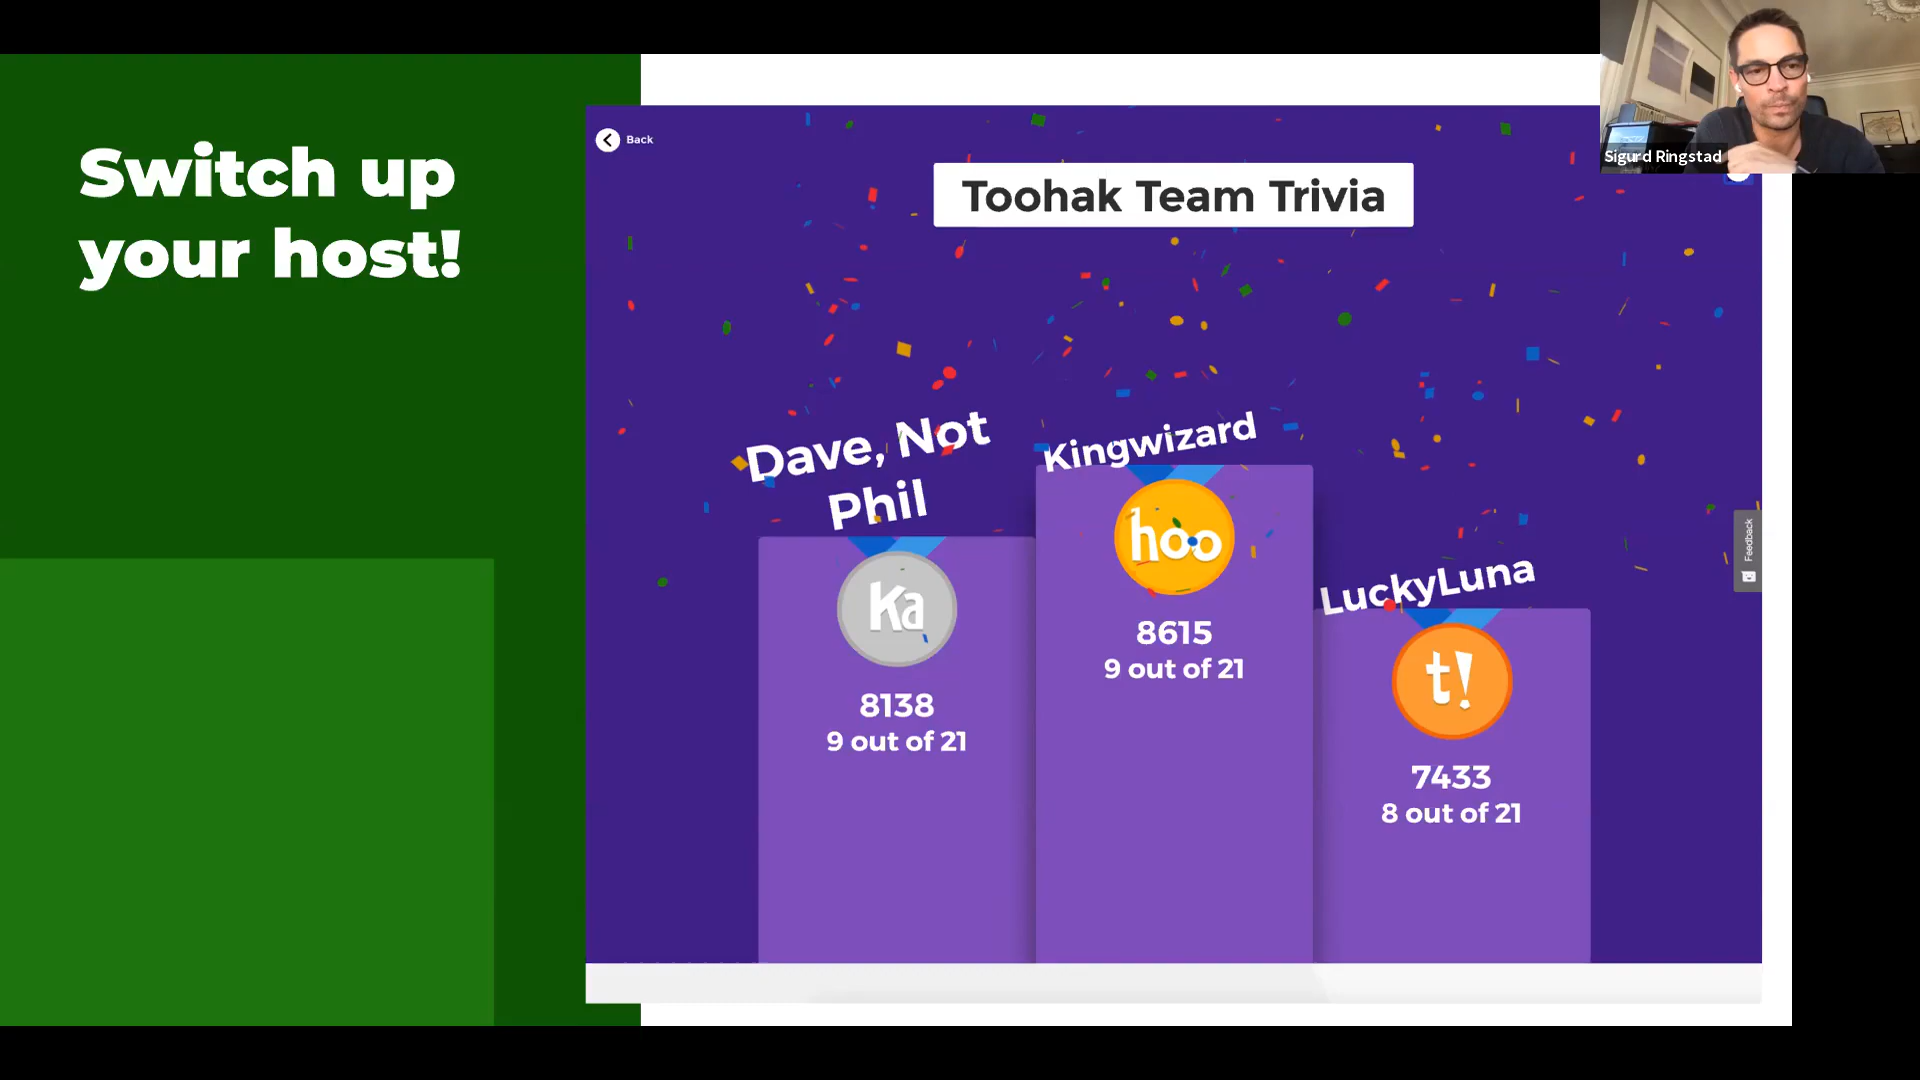 Switch up
your host!
Back
Toohak Team Trivia
Sigurd Ringstad
Dave, Not
Phil
Kingwizard
LuckyLuna
Ka
8138
9 out of 21
hoo
8615
9 out of 21
t!
7433
8 out of 21
Feedback